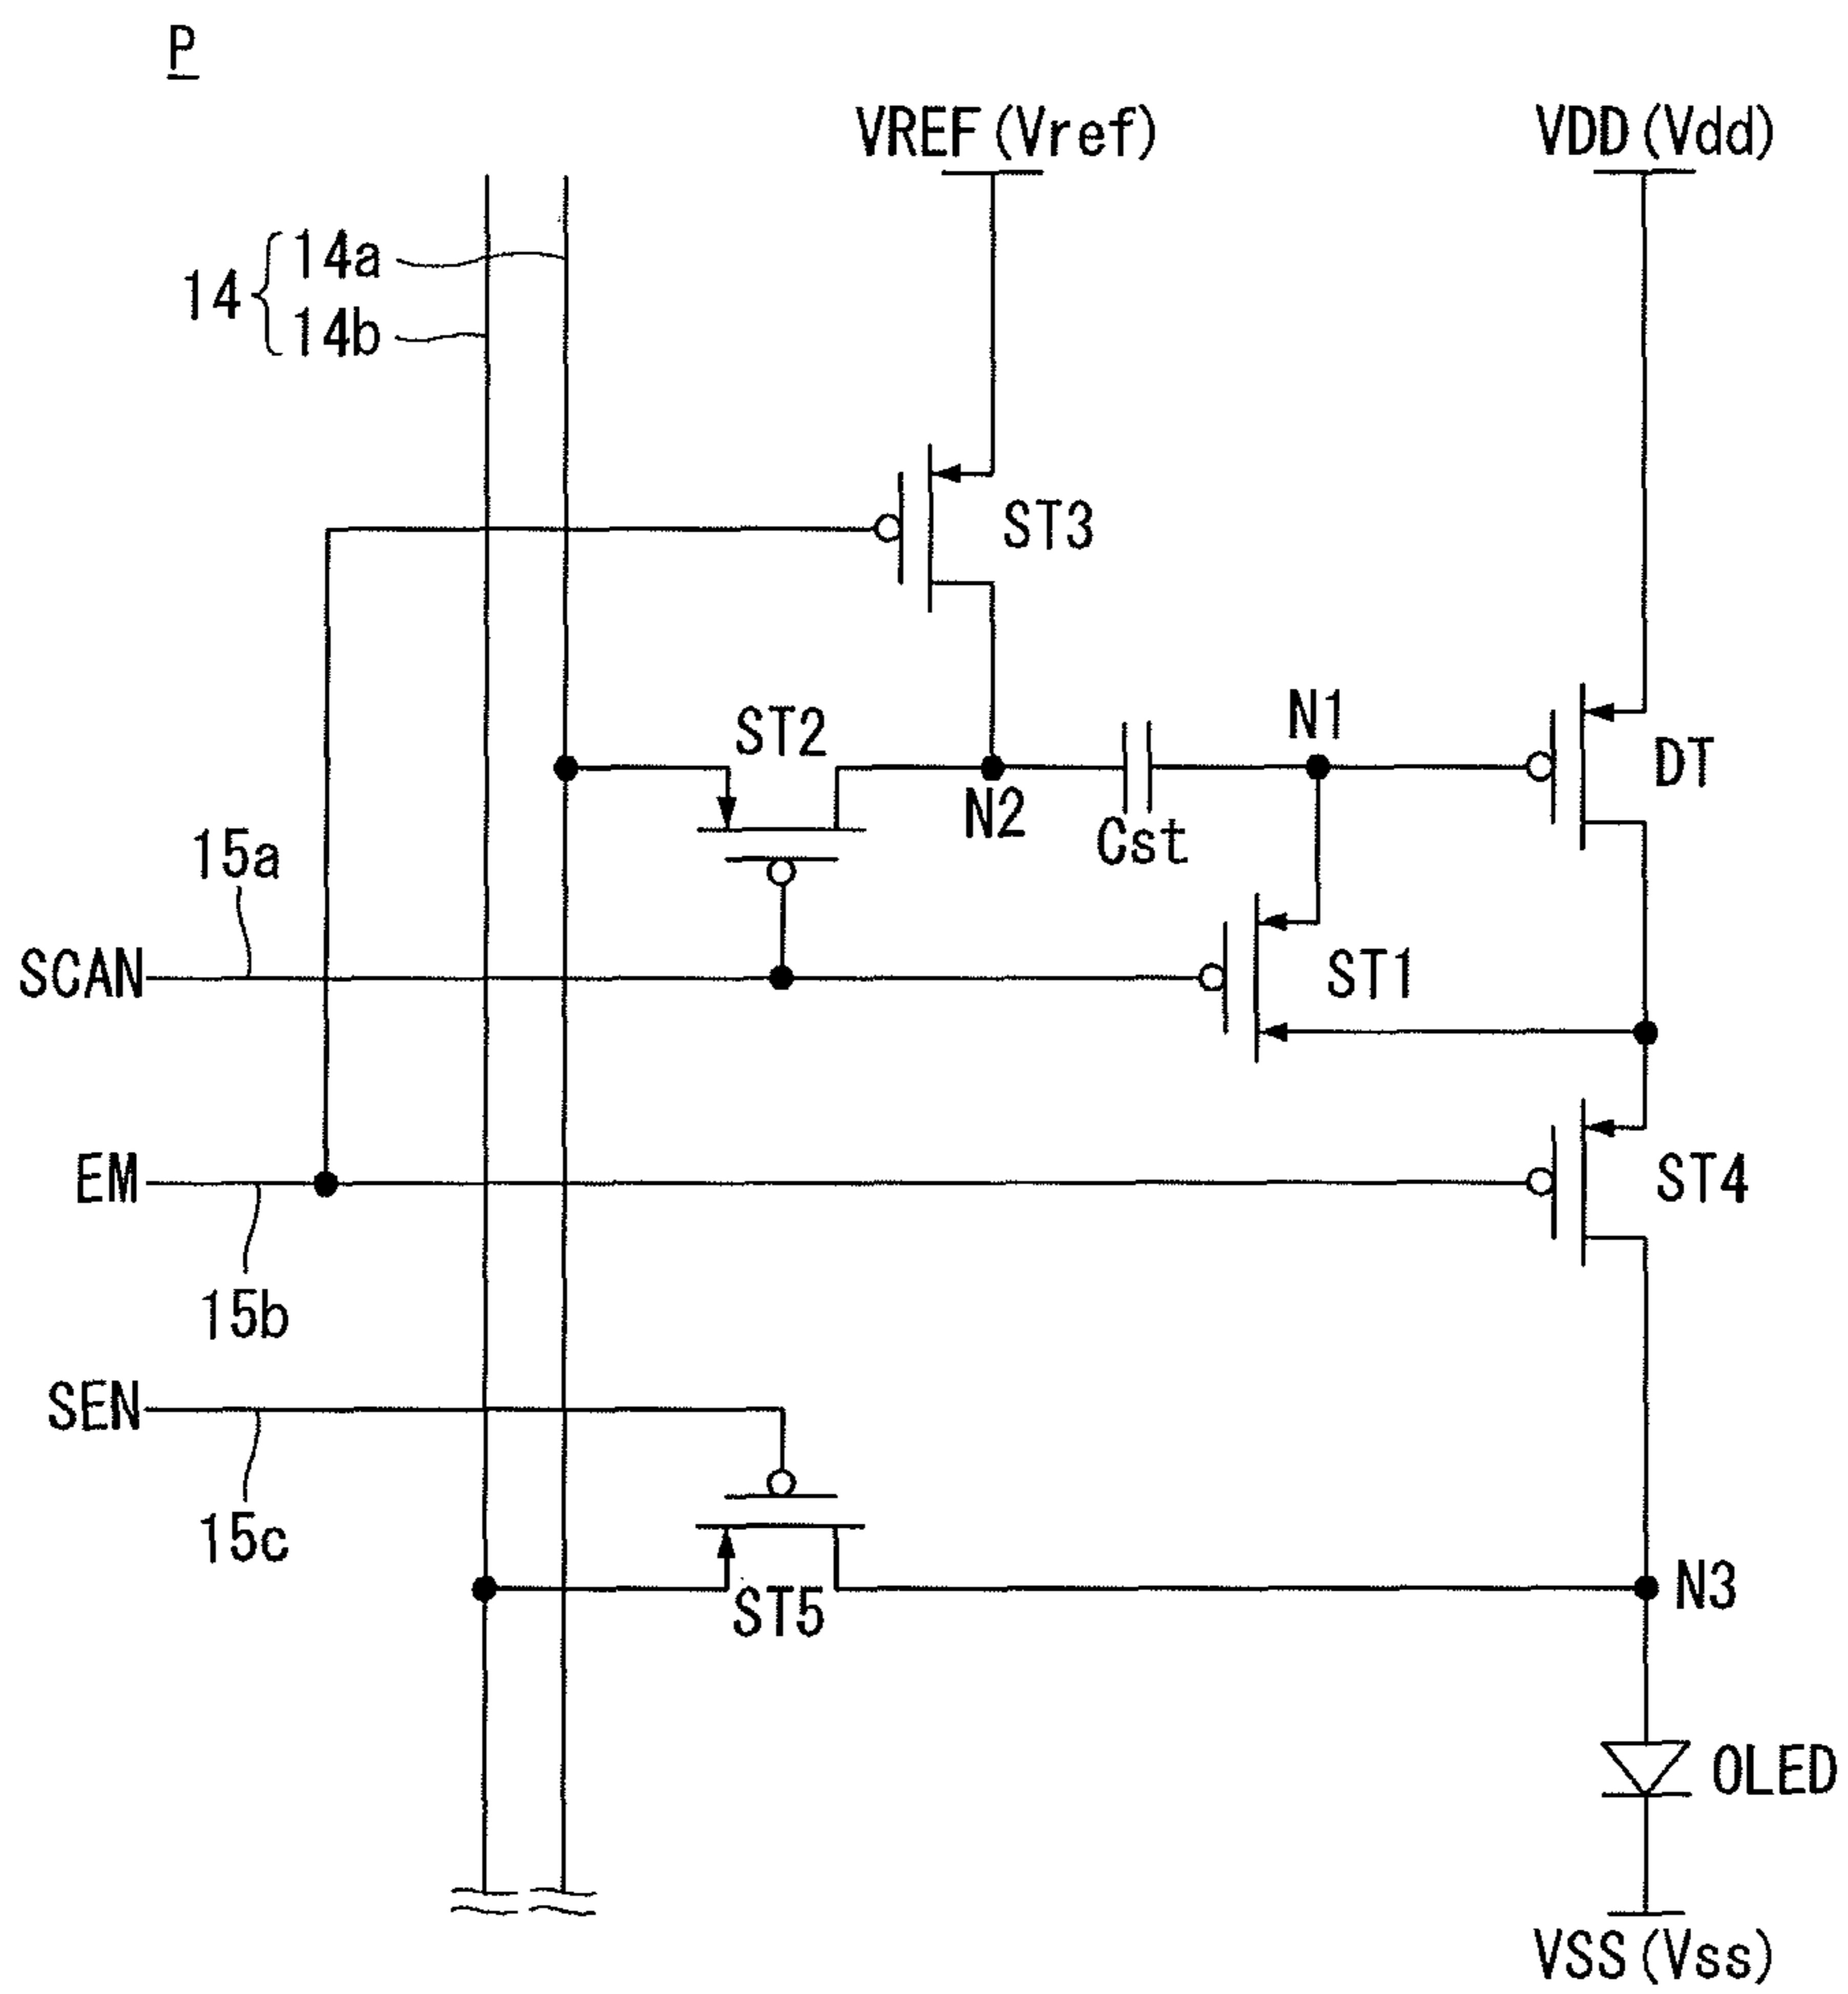 P
VREF(Vref)
VDD(Vdd)
14
14a
14b
ST3
ST2
N1
DT
N2
Cst
15a
SCAN
ST1
EM
ST4
15b
SEN
15c
ST5
N3
OLED
VSS(Vss)